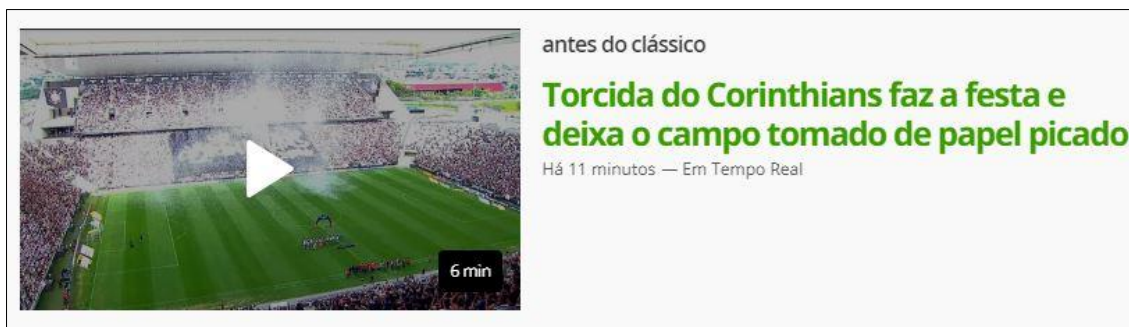 antes do clássico
Torcida do Corinthians faz a festa e
deixa o campo tomado de papel picado
Há 11 minutos — Em Tempo Real
6 min